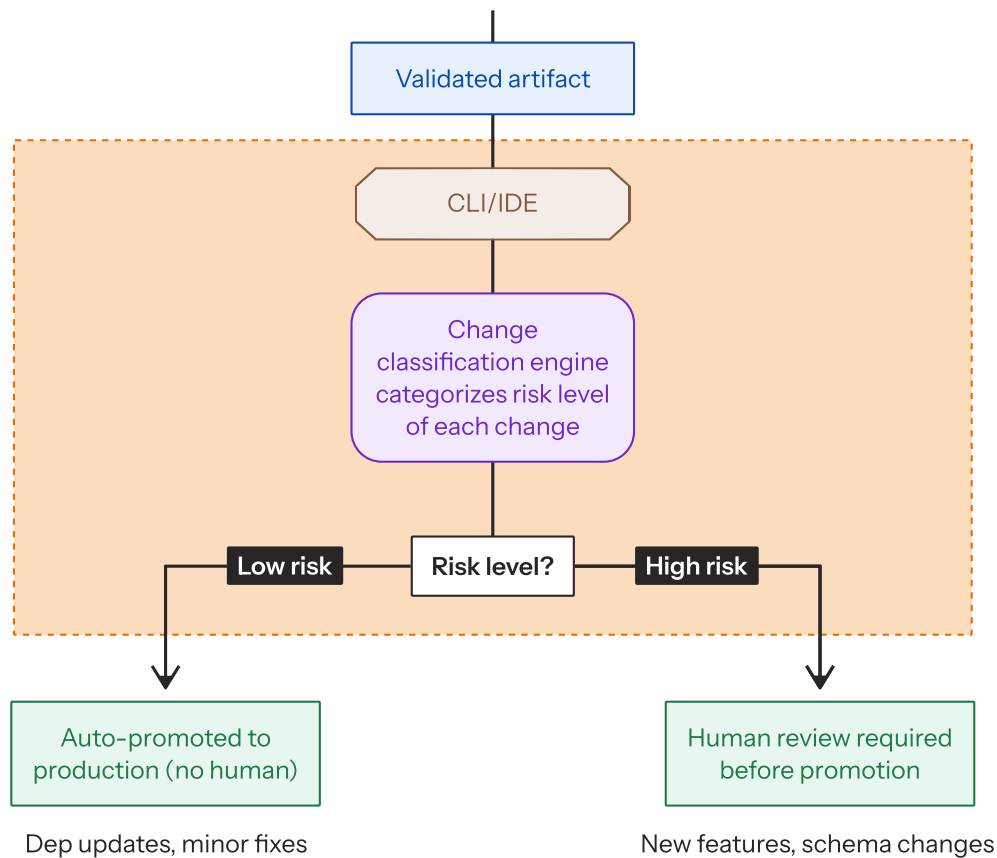 Validated artifact
CLI/IDE
Change
classification engine
categorizes risk level
of each change
Low risk
Risk level?
High risk
Auto-promoted to
production (no human)
Human review required
before promotion
Dep updates, minor fixes
New features, schema changes